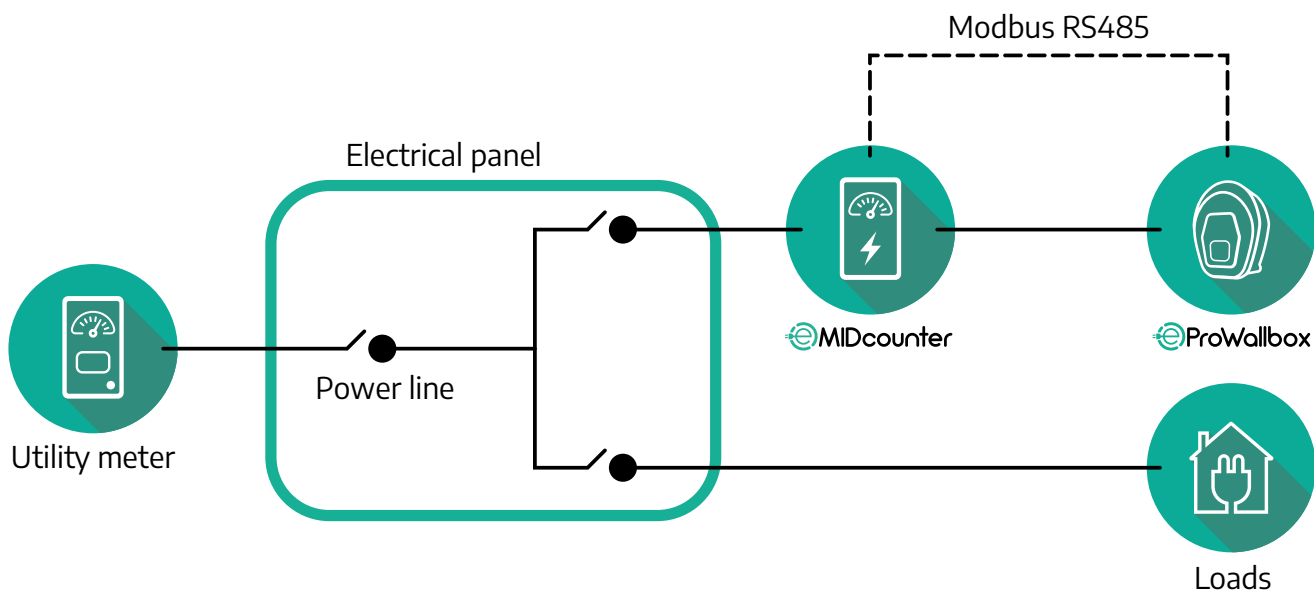 Modbus RS485
Electrical panel
eMIDcounter
eProWallbox
Power line
Utility meter
Loads